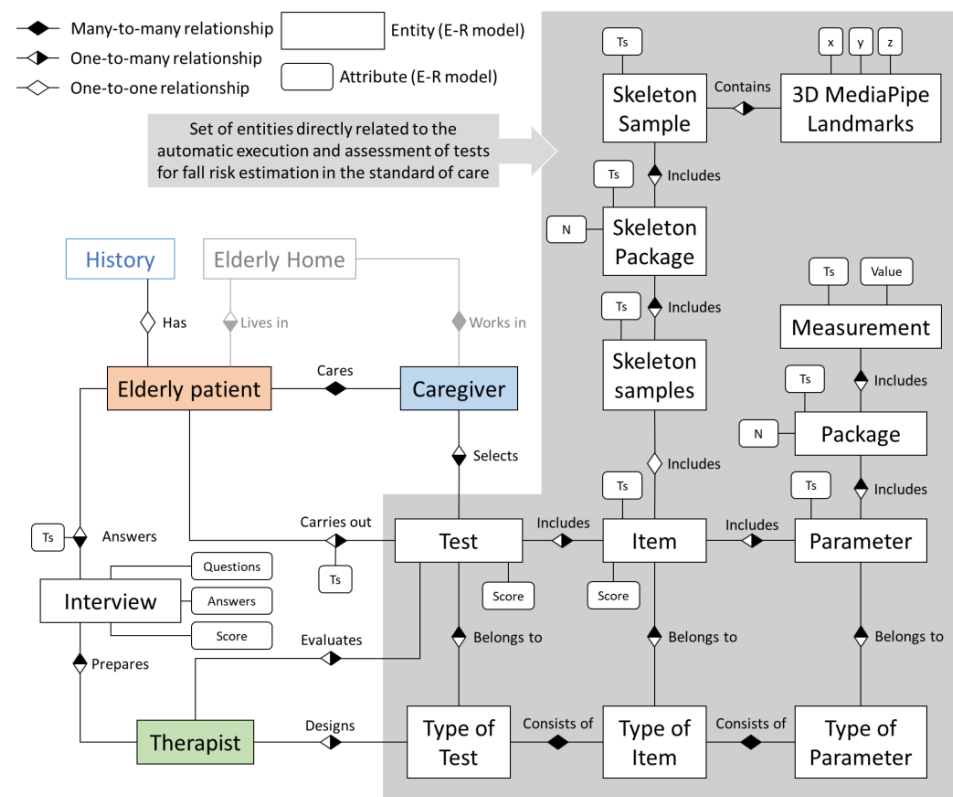 Many-to-many relationship
One-to-many relationship
One-to-one relationship
Entity (E-R model)
Attribute (E-R model)
Set of entities directly related to the
automatic execution and assessment of tests
for fall risk estimation in the standard of care
Ts
x
y
z
Skeleton
Sample
Contains
3D MediaPipe
Landmarks
Includes
Ts
N
Skeleton
Package
Includes
Ts
Skeleton
samples
Ts
Value
Measurement
Includes
Ts
N
Package
Includes
Includes
Ts
Ts
History
Elderly Home
Has
Lives in
Works in
Elderly patient
Cares
Caregiver
Selects
Ts
Answers
Carries out
Ts
Test
Includes
Item
Includes
Parameter
Questions
Interview
Answers
Score
Score
Score
Prepares
Evaluates
Belongs to
Belongs to
Belongs to
Therapist
Designs
Type of
Test
Consists of
Type of
Item
Consists of
Type of
Parameter